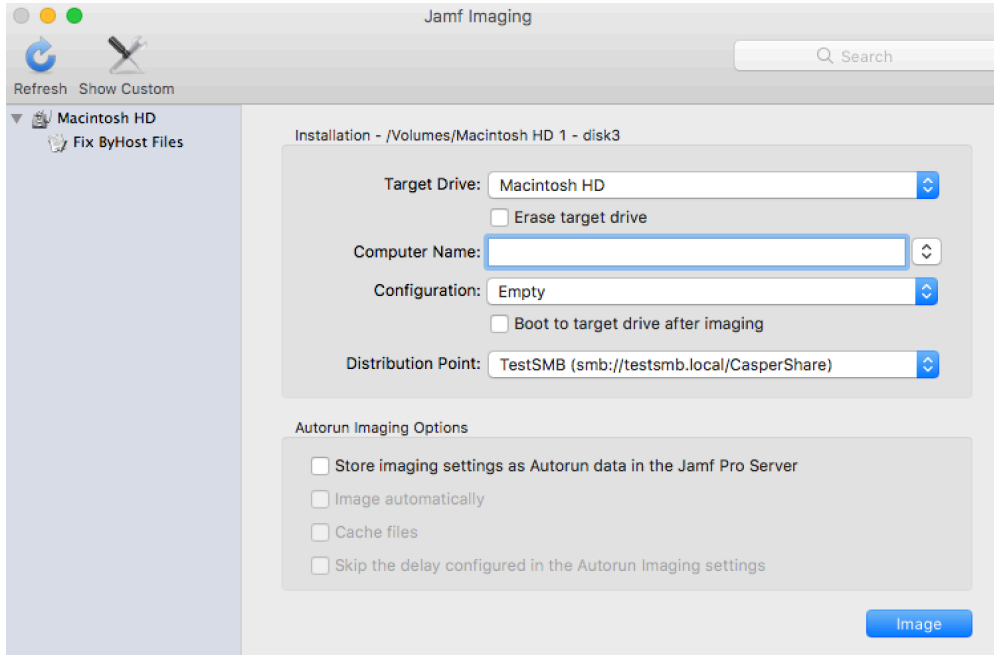 Jamf Imaging
Refresh Show Custom
Search
Macintosh HD
Fix ByHost Files
Installation - /Volumes/Macintosh HD 1 - disk3
Target Drive: Macintosh HD
Erase target drive
Computer Name:
Configuration: Empty
Boot to target drive after imaging
Distribution Point: TestSMB (smb://testsmb.local/CasperShare)
Autorun Imaging Options
Store imaging settings as Autorun data in the Jamf Pro Server
Image automatically
Cache files
Skip the delay configured in the Autorun Imaging settings
Image